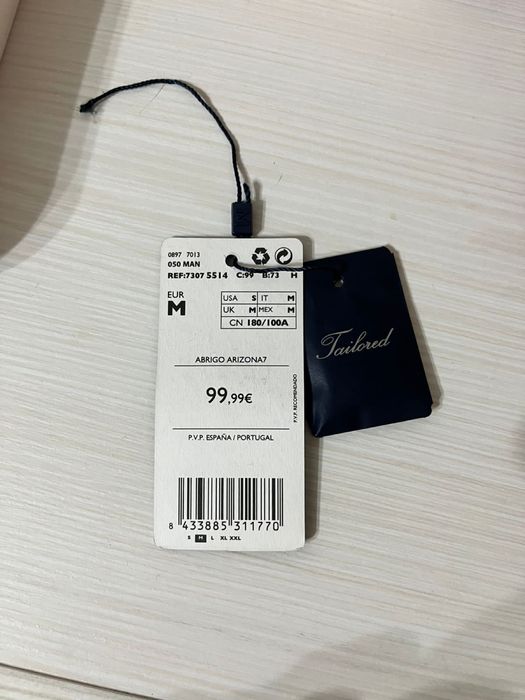 0897 7013
050 MAN
REF:7307 5514 C:99 B:73 H
EUR
M
USA S IT M
UK M MEX M
CN 180/100A
ABRIGO ARIZONA7
99,99€
P.V.P. RECOMENDADO
P.V.P. ESPAÑA / PORTUGAL
8 433885 311770
S M L XL XXL
Tailored